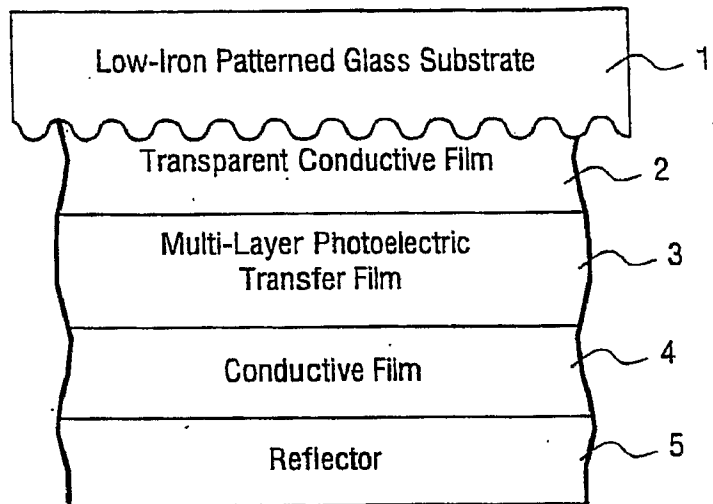 Low-Iron Patterned Glass Substrate
1
Transparent Conductive Film
2
Multi-Layer Photoelectric
Transfer Film
3
Conductive Film
4
Reflector
5